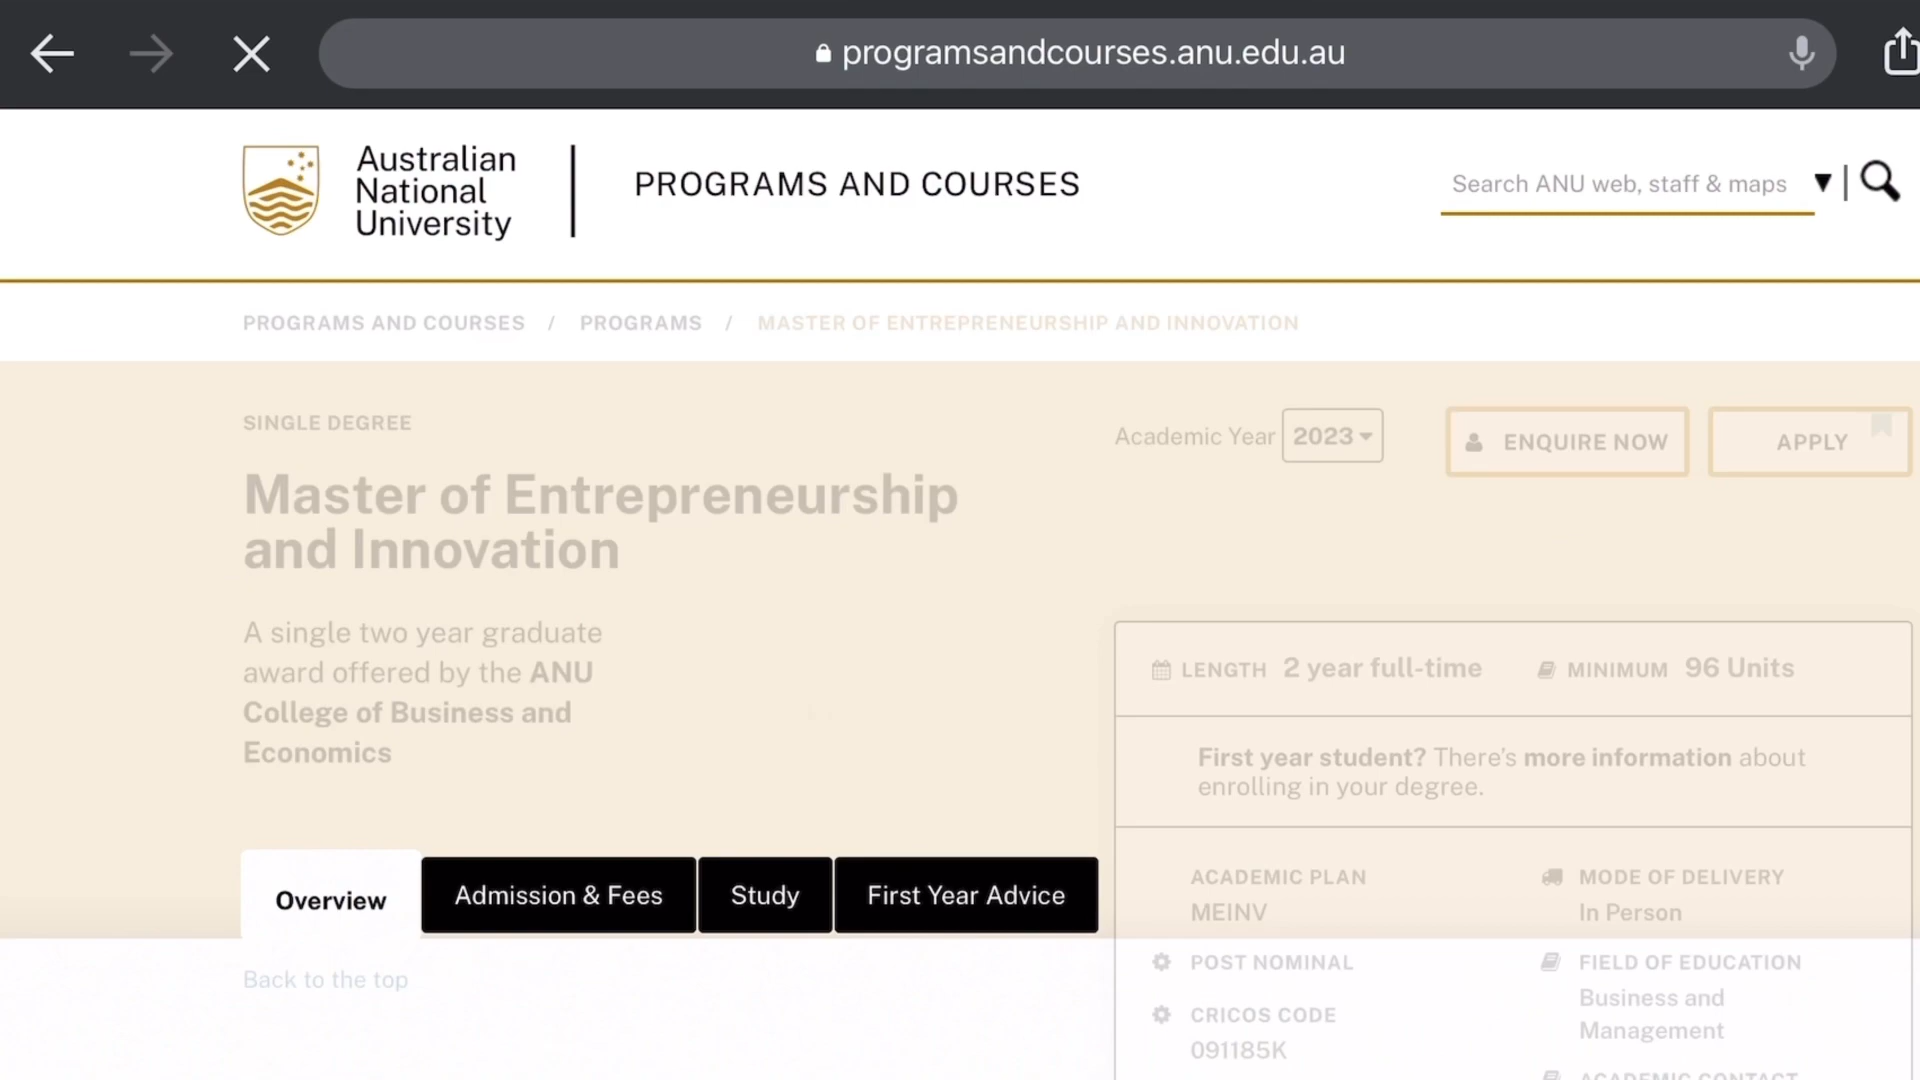 programsandcourses.anu.edu.au
Australian
National
University
PROGRAMS AND COURSES
Search ANU web, staff & maps
PROGRAMS AND COURSES / PROGRAMS / MASTER OF ENTREPRENEURSHIP AND INNOVATION
SINGLE DEGREE
Academic Year 2023
ENQUIRE NOW
APPLY
Master of Entrepreneurship
and Innovation
A single two year graduate
award offered by the ANU
College of Business and
Economics
LENGTH 2 year full-time
MINIMUM 96 Units
First year student? There's more information about
enrolling in your degree.
Overview
Admission & Fees
Study
First Year Advice
ACADEMIC PLAN
MEINV
MODE OF DELIVERY
In Person
Back to the top
POST NOMINAL
FIELD OF EDUCATION
Business and
Management
CRICOS CODE
091185K
ACADEMIC CONTACT